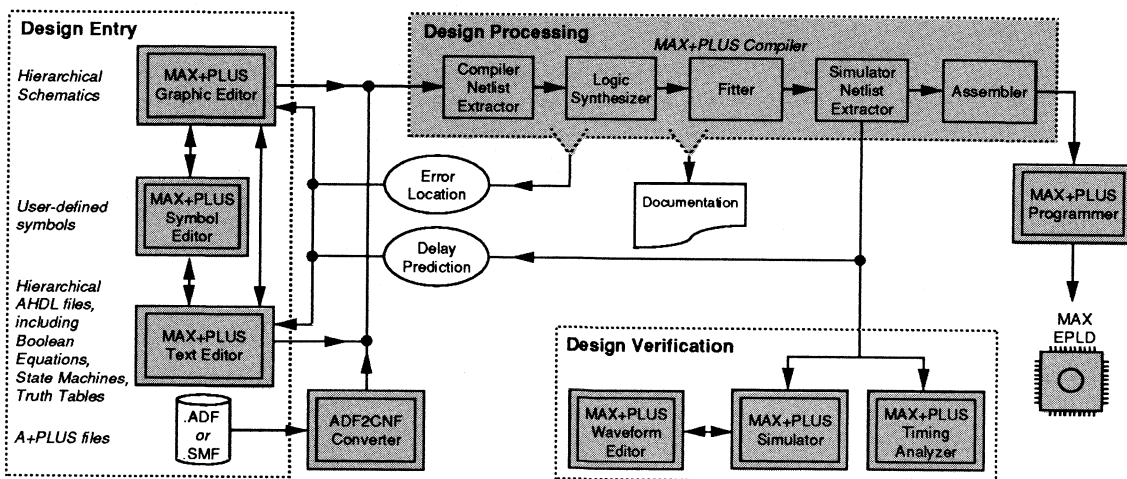 Design Entry
Hierarchical
Schematics
MAX+PLUS
Graphic Editor
User-defined
symbols
MAX+PLUS
Symbol
Editor
Hierarchical
AHDL files,
including
Boolean
Equations,
State Machines,
Truth Tables
MAX+PLUS
Text Editor
A+PLUS files
.ADF
or
.SMF
ADF2CNF
Converter
Design Processing
MAX+PLUS Compiler
Compiler
Netlist
Extractor
Logic
Synthesizer
Fitter
Simulator
Netlist
Extractor
Assembler
Error
Location
Documentation
Delay
Prediction
MAX+PLUS
Programmer
MAX
EPLD
Design Verification
MAX+PLUS
Waveform
Editor
MAX+PLUS
Simulator
MAX+PLUS
Timing
Analyzer